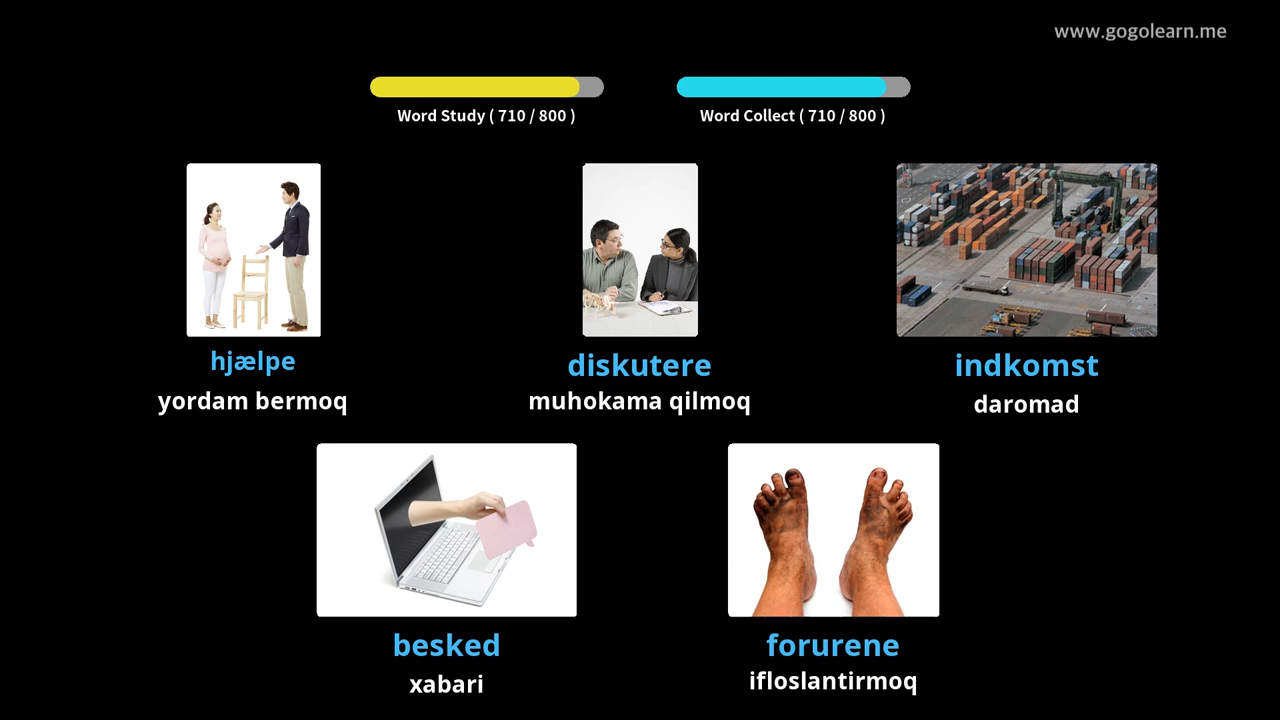 www.gogolearn.me
Word Study ( 710 / 800 )
Word Collect ( 710 / 800 )
hjælpe
yordam bermoq
diskutere
muhokama qilmoq
indkomst
daromad
besked
xabari
forurene
ifloslantirmoq